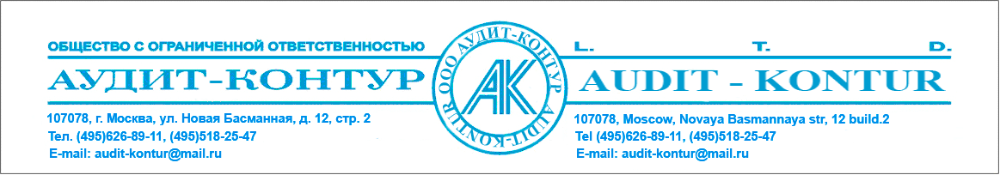 ОБЩЕСТВО С ОГРАНИЧЕННОЙ ОТВЕТСТВЕННОСТЬЮ
АУДИТ-КОНТУР
107078, г. Москва, ул. Новая Басманная, д. 12, стр. 2
Тел. (495)626-89-11, (495)518-25-47
E-mail: audit-kontur@mail.ru
ООО АУДИТ-КОНТУР
AUDIT-KONTUR
АК
L. T. D.
AUDIT - KONTUR
107078, Moscow, Novaya Basmannaya str, 12 build.2
Tel (495)626-89-11, (495)518-25-47
E-mail: audit-kontur@mail.ru